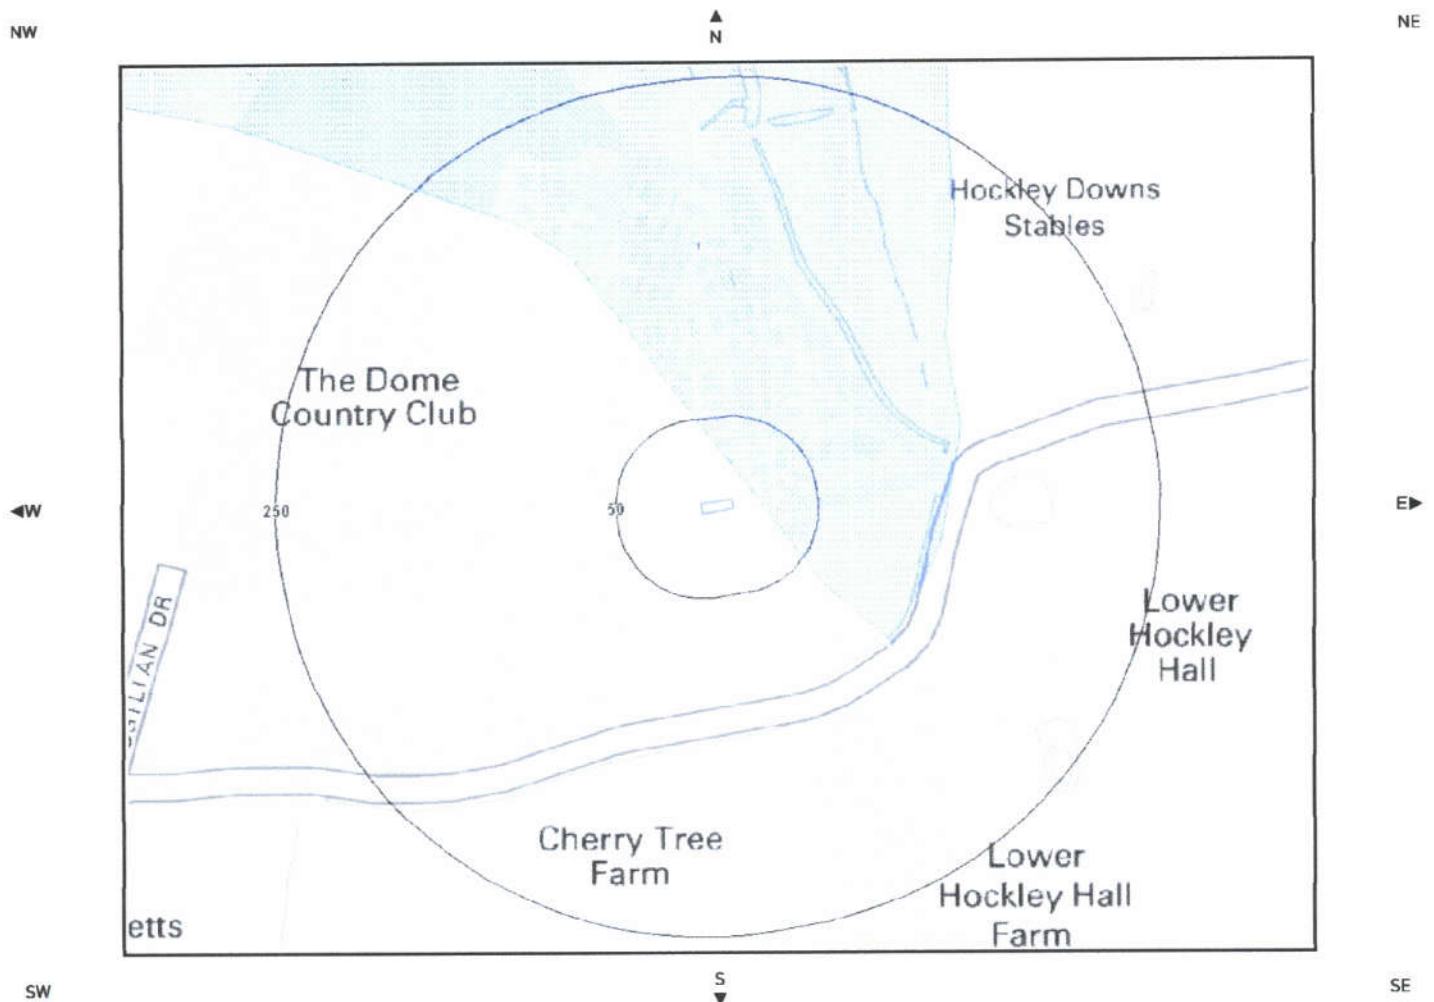 NW
▲
N
NE
Hockley Downs
Stables
The Dome
Country Club
◄W
250
50
E►
Lower
Hockley
Hall
DR
Cherry Tree
Farm
Lower
Hockley Hall
Farm
etts
SW
S
▼
SE